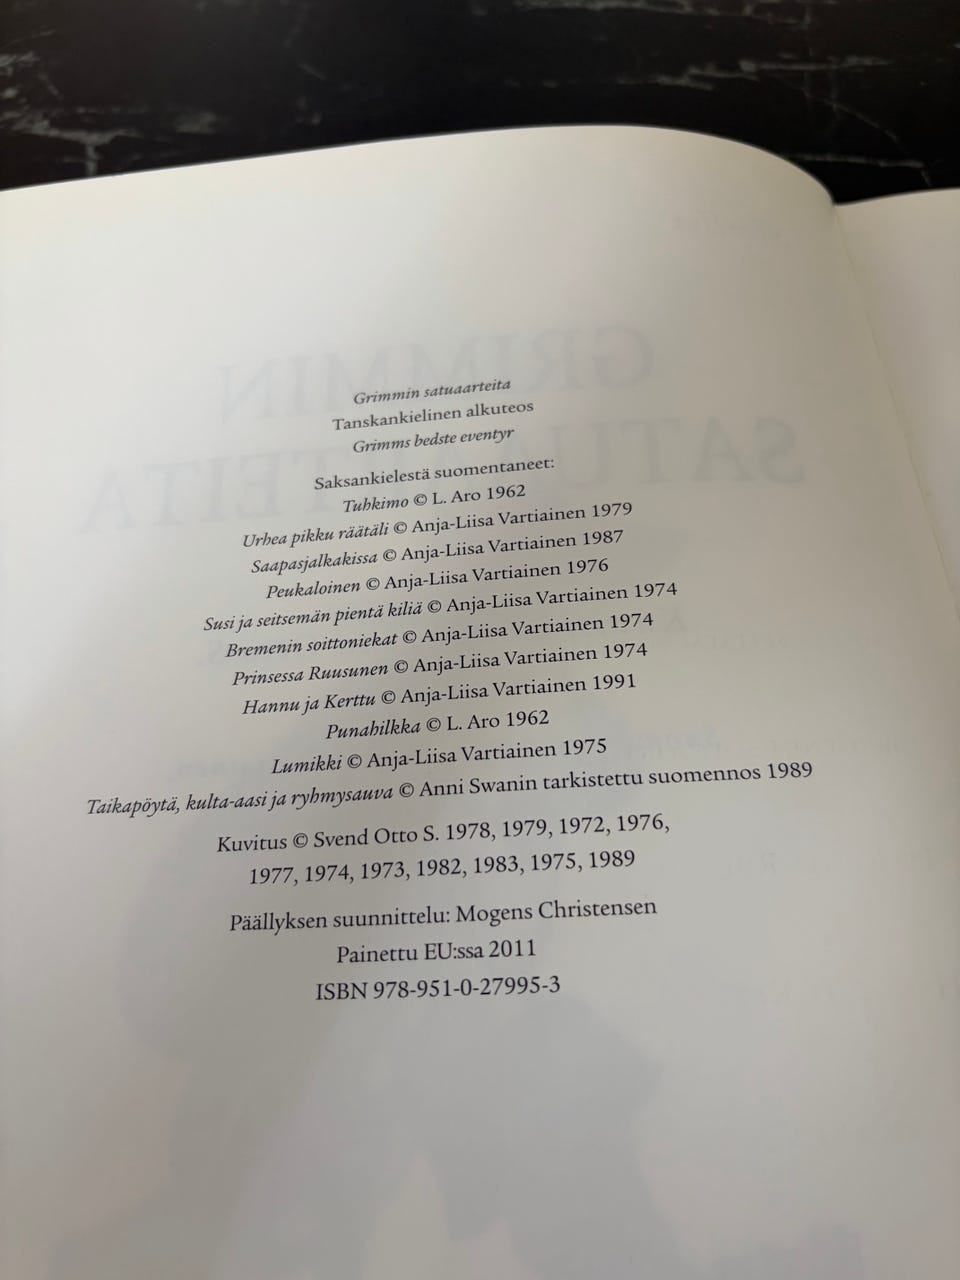 Grimmin satuaarteita
Tanskankielinen alkuteos
Grimms bedste eventyr
Saksankielestä suomentaneet:
Tuhkimo © L. Aro 1962
Urhea pikku räätäli © Anja-Liisa Vartiainen 1979
Saapasjalkakissa © Anja-Liisa Vartiainen 1987
Peukaloinen © Anja-Liisa Vartiainen 1976
Susi ja seitsemän pientä kiliä © Anja-Liisa Vartiainen 1974
Bremenin soittoniekat © Anja-Liisa Vartiainen 1974
Prinsessa Ruusunen © Anja-Liisa Vartiainen 1974
Hannu ja Kerttu © Anja-Liisa Vartiainen 1991
Punahilkka © L. Aro 1962
Lumikki © Anja-Liisa Vartiainen 1975
Taikapöytä, kulta-aasi ja ryhmysauva © Anni Swanin tarkistettu suomennos 1989
Kuvitus © Svend Otto S. 1978, 1979, 1972, 1976,
1977, 1974, 1973, 1982, 1983, 1975, 1989
Päällyksen suunnittelu: Mogens Christensen
Painettu EU:ssa 2011
ISBN 978-951-0-27995-3